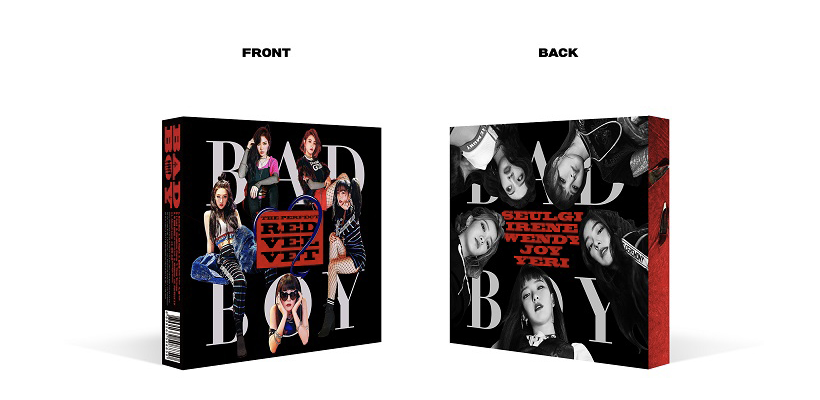 FRONT
BACK
BAD
BOY
BAD
THE PERFECT
RED
VEL
VET
BOY
BAD
SEULGI
IRENE
WENDY
JOY
YERI
BOY